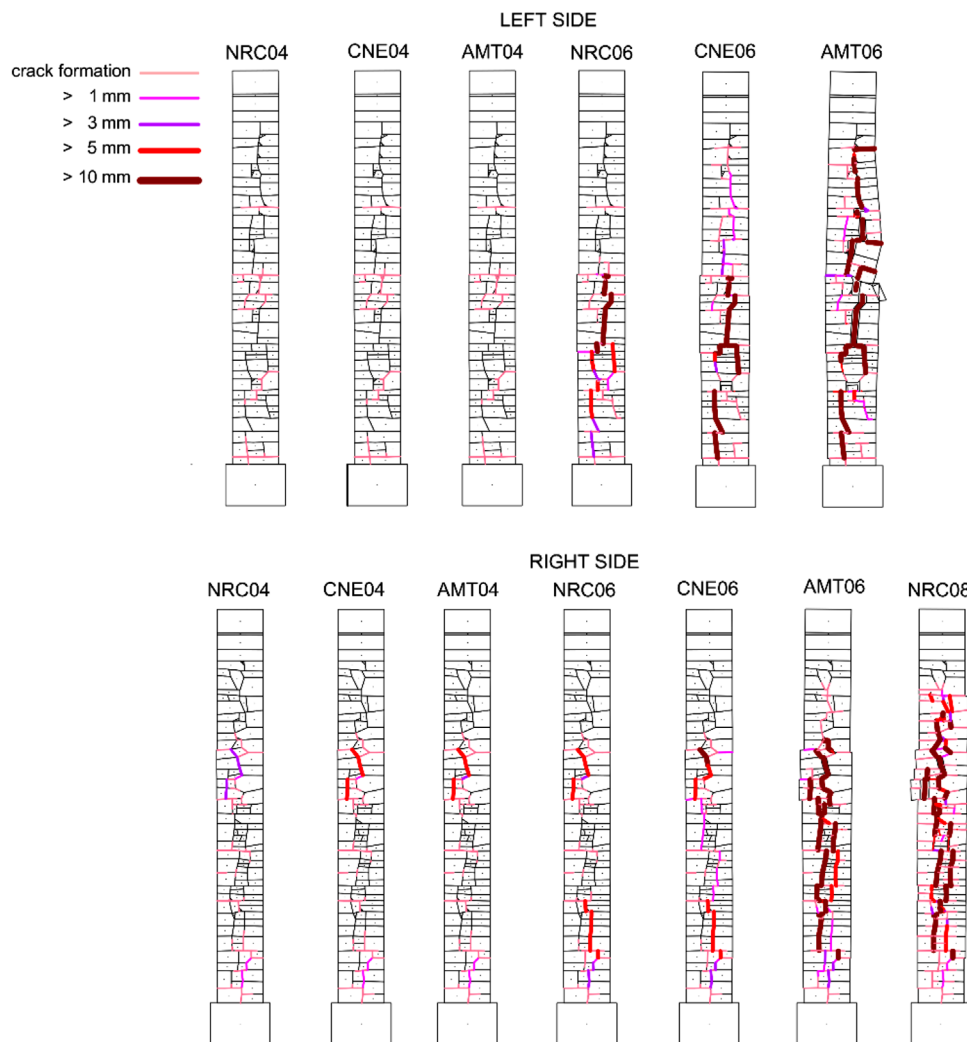 LEFT SIDE
NRC04 CNE04 AMT04 NRC06 CNE06 AMT06
crack formation
> 1 mm
> 3 mm
> 5 mm
> 10 mm
RIGHT SIDE
NRC04 CNE04 AMT04 NRC06 CNE06 AMT06 NRC08